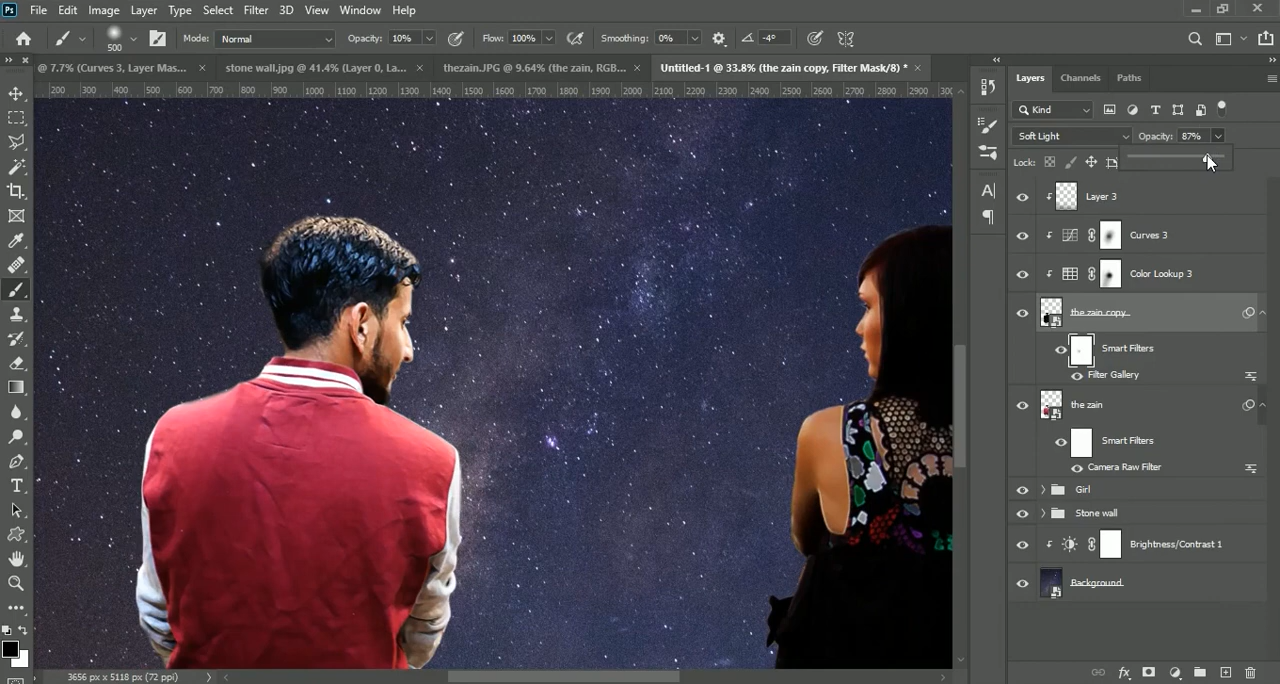 Ps File Edit Image Layer Type Select Filter 3D View Window Help
500 Mode: Normal Opacity: 10% Flow: 100% Smoothing: 0% -4°
@ 7.7% (Curves 3, Layer Mas... × stone wall.jpg @ 41.4% (Layer 0, La... × thezain.JPG @ 9.64% (the zain, RGB... × Untitled-1 @ 33.8% (the zain copy, Filter Mask/8) * ×
Layers Channels Paths
200 300 400 500 600 700 800 900 1000 1100 1200 1300 1400 1500 1600 1700 1800 1900 2000 2100 2200 2300 2400 2500 2600 2700 2800 2900
Kind
Soft Light Opacity: 87%
Lock:
Layer 3
Curves 3
Color Lookup 3
the zain copy
Smart Filters
Filter Gallery
the zain
Smart Filters
Camera Raw Filter
Girl
Stone wall
Brightness/Contrast 1
Background
3656 px x 5118 px (72 ppi)